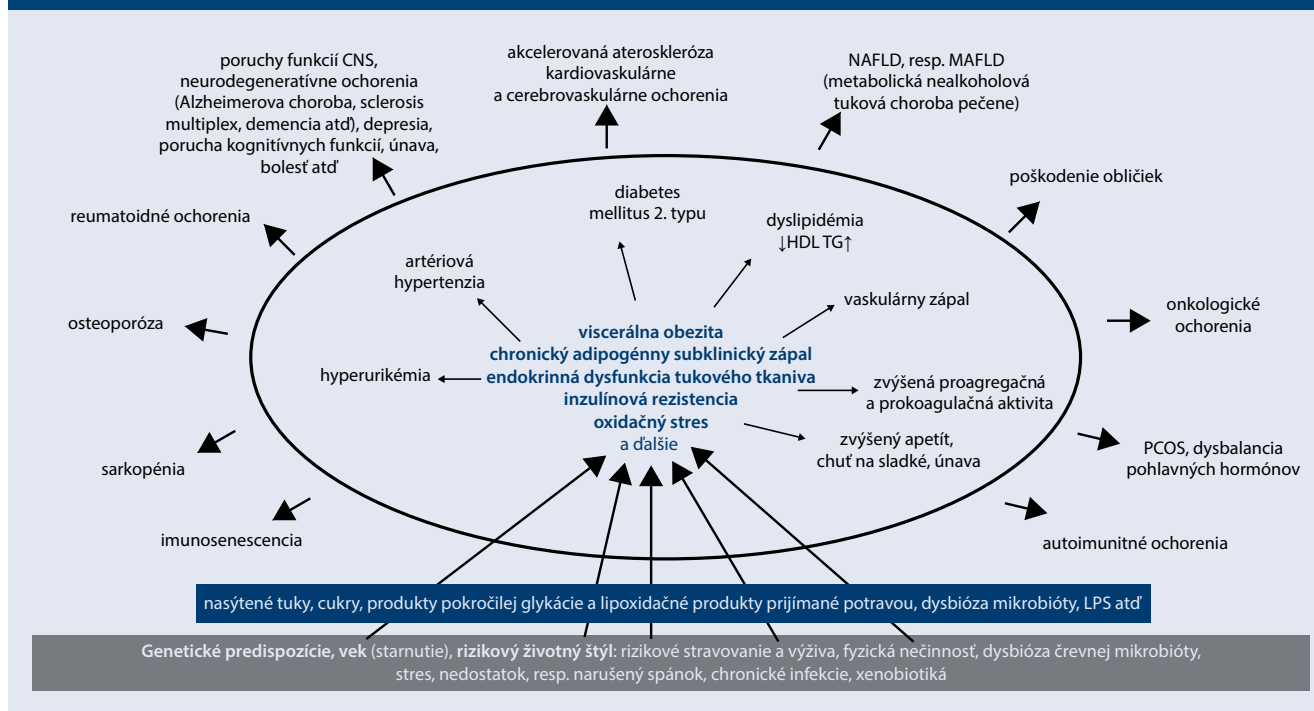 poruchy funkcií CNS,
neurodegeneratívne ochorenia
(Alzheimerova choroba, sclerosis
multiplex, demencia atď), depresia,
porucha kognitívnych funkcií, únava,
bolesť atď
akcelerovaná ateroskleróza
kardiovaskulárne
a cerebrovaskulárne ochorenia
NAFLD, resp. MAFLD
(metabolická nealkoholová
tuková choroba pečene)
poškodenie obličiek
reumatoidné ochorenia
diabetes
mellitus 2. typu
dyslipidémia
↓HDL TG↑
artériová
hypertenzia
vaskulárny zápal
onkologické
ochorenia
osteoporóza
viscerálna obezita
chronický adipogénny subklinický zápal
endokrinná dysfunkcia tukového tkaniva
inzulínová rezistencia
oxidačný stres
a ďalšie
hyperurikémia
zvýšená proagregačná
a prokoagulačná aktivita
zvýšený apetít,
chuť na sladké, únava
sarkopénia
PCOS, dysbalancia
pohlavných hormónov
imunosenescencia
autoimunitné ochorenia
nasýtené tuky, cukry, produkty pokročilej glykácie a lipoxidačné produkty prijímané potravou, dysbióza mikrobióty, LPS atď
Genetické predispozície, vek (starnutie), rizikový životný štýl: rizikové stravovanie a výživa, fyzická nečinnosť, dysbióza črevnej mikrobióty,
stres, nedostatok, resp. narušený spánok, chronické infekcie, xenobiotiká